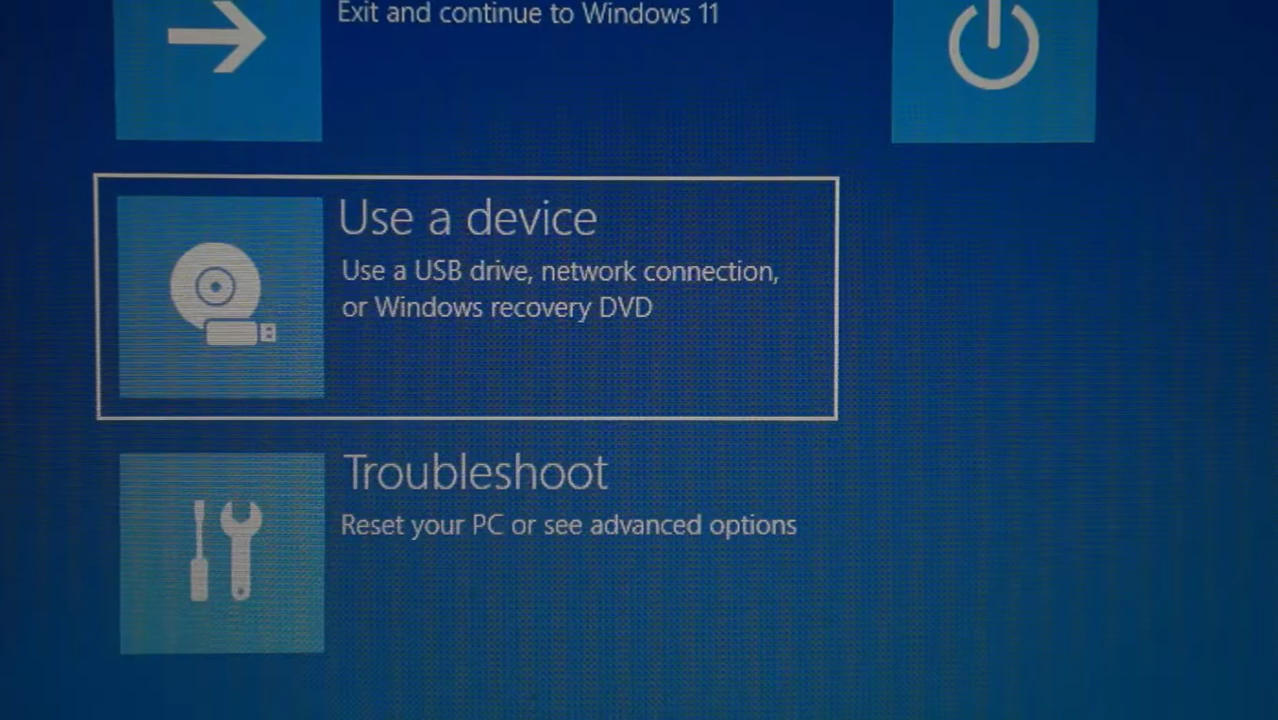 Exit and continue to Windows 11
Use a device
Use a USB drive, network connection,
or Windows recovery DVD
Troubleshoot
Reset your PC or see advanced options